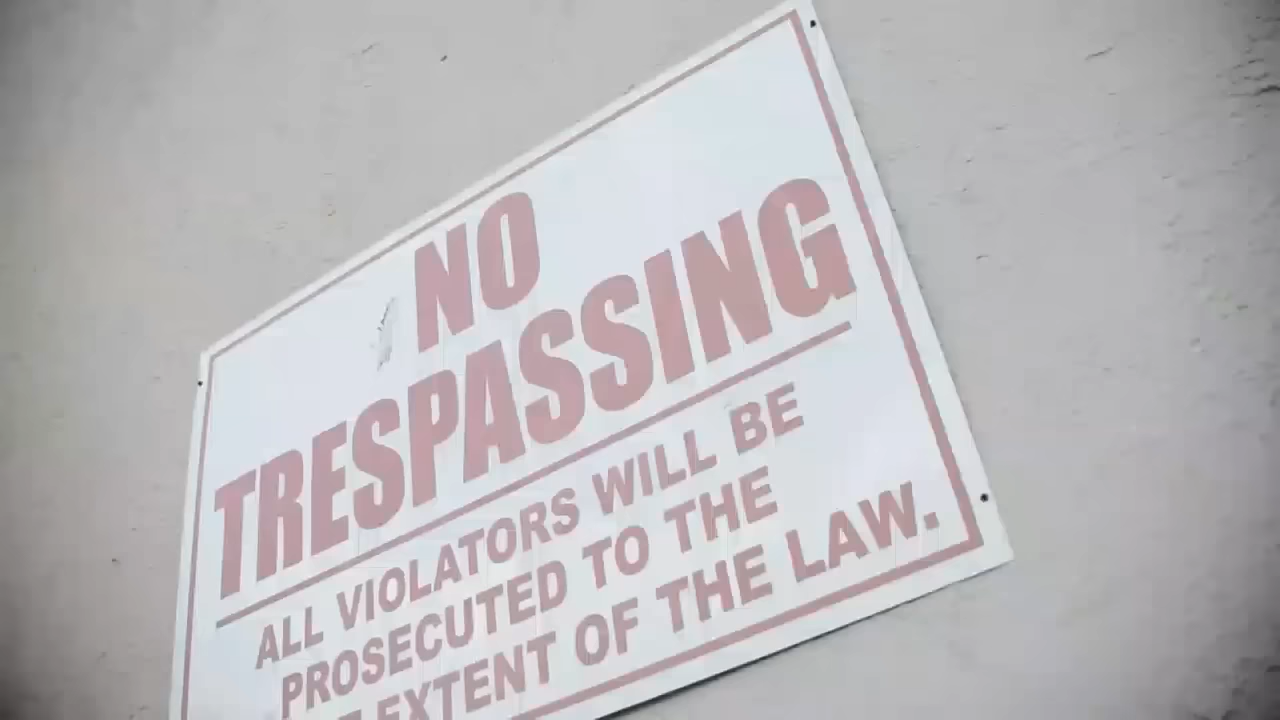 NO
TRESPASSING
ALL VIOLATORS WILL BE
PROSECUTED TO THE
EXTENT OF THE LAW.